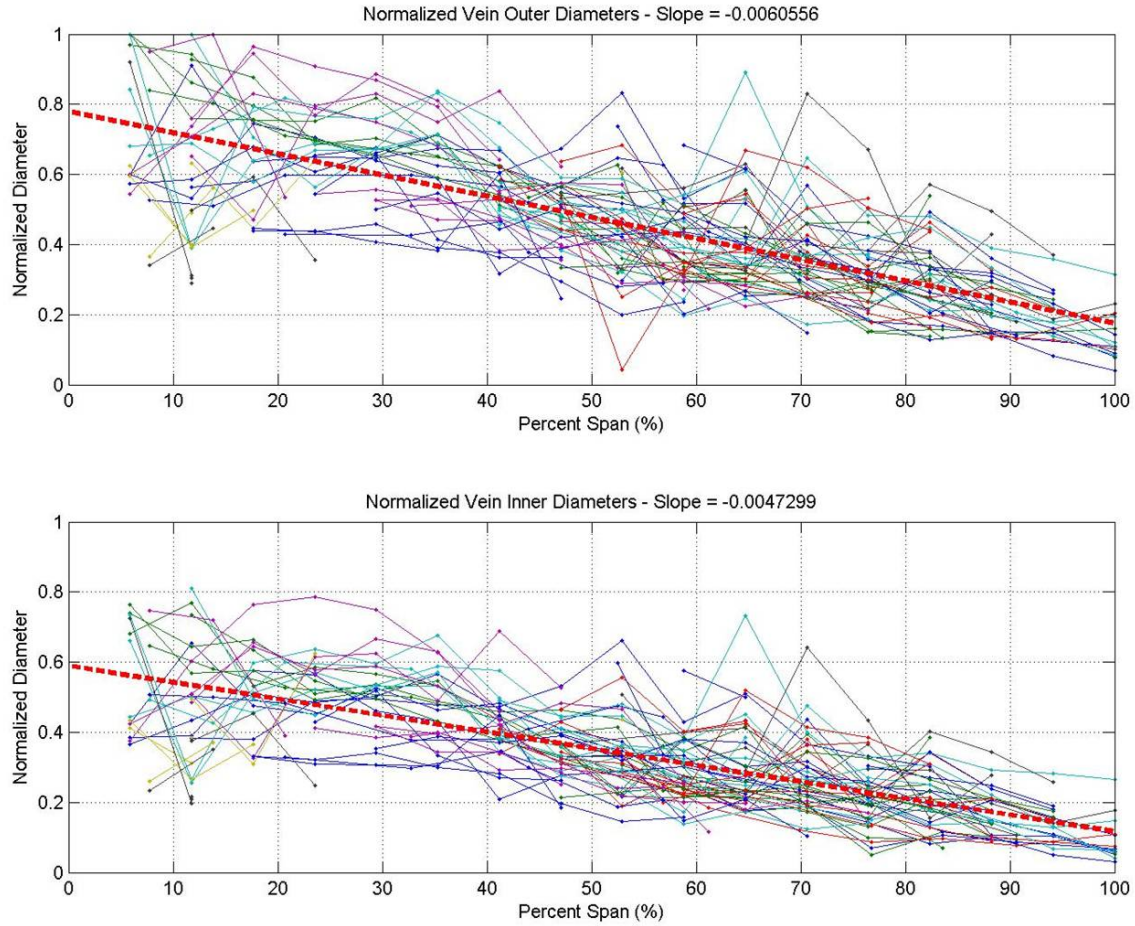 Normalized Vein Outer Diameters - Slope = -0.0060556
1
0.8
0.6
0.4
0.2
0
Normalized Diameter
0 10 20 30 40 50 60 70 80 90 100
Percent Span (%)
Normalized Vein Inner Diameters - Slope = -0.0047299
1
0.8
0.6
0.4
0.2
0
Normalized Diameter
0 10 20 30 40 50 60 70 80 90 100
Percent Span (%)